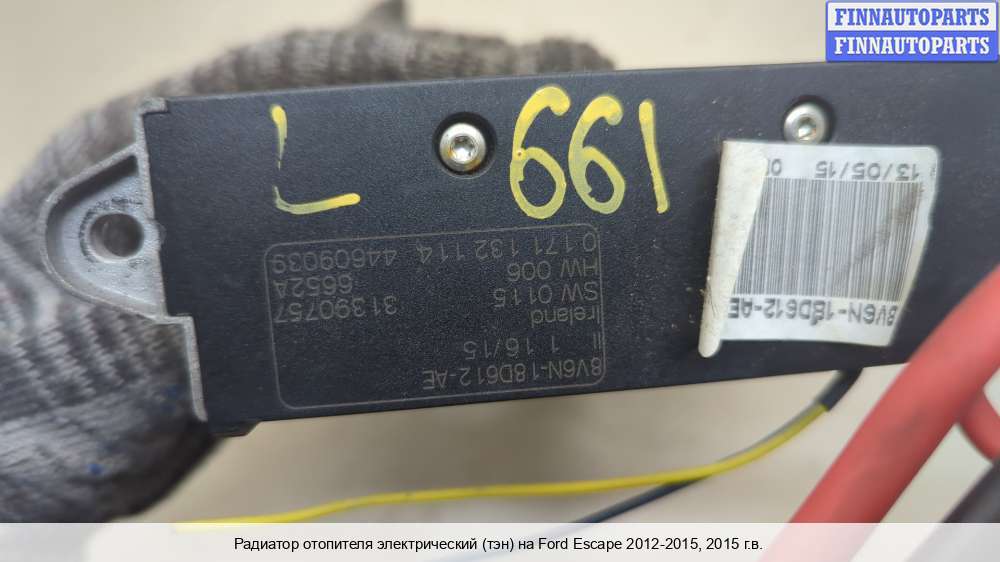 FINNAUTOPARTS
FINNAUTOPARTS
L 661
8V6N-18D612-AE
II 1 16/15
Ireland
SW 0115 31390757
HW 006 6652A
0 171 132 114 44609039
8V6N-18D612-AE
13/05/15
Радиатор отопителя электрический (тэн) на Ford Escape 2012-2015, 2015 г.в.